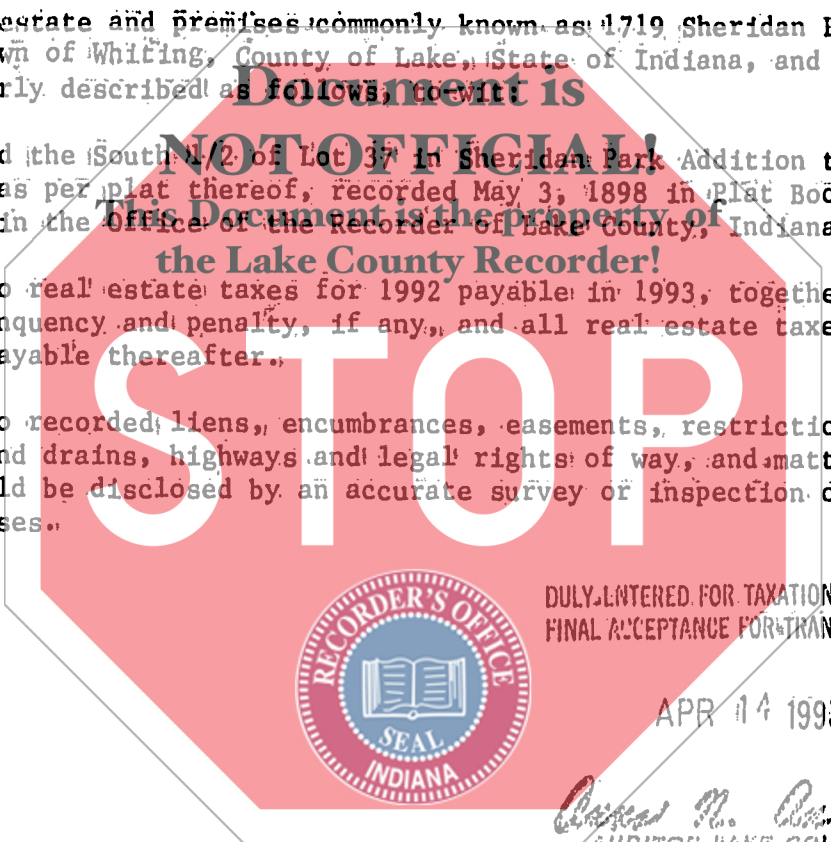 estate and premises commonly known as 1719 Sheridan
wn of Whiting, County of Lake, State of Indiana, and
rly described as follows, to-wit:
Document is
NOT OFFICIAL!
d the South 1/2 of Lot 37 in Sheridan Park Addition t
as per plat thereof, recorded May 3, 1898 in Plat Boo
This Document is the property of
in the Office of the Recorder of Lake County, Indiana
the Lake County Recorder!
o real estate taxes for 1992 payable in 1993, togethe
nquency and penalty, if any, and all real estate taxe
ayable thereafter.
STOP
o recorded liens, encumbrances, easements, restrictio
nd drains, highways and legal rights of way, and matt
ld be disclosed by an accurate survey or inspection o
ses.
DULY ENTERED FOR TAXATION
FINAL ACCEPTANCE FOR TRAN
RECORDER'S OFFICE
SEAL
INDIANA
APR 14 199
AUDITOR LAKE CO